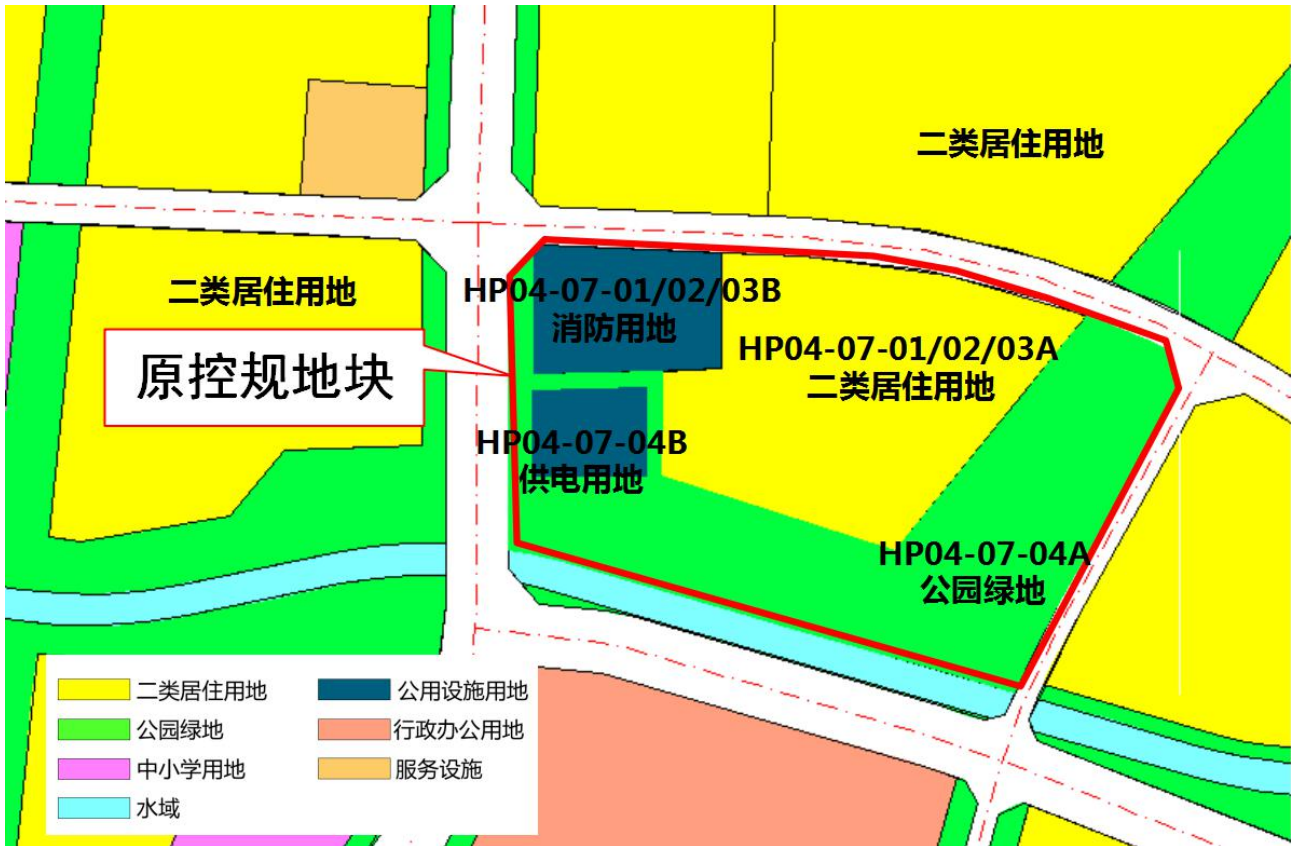 二类居住用地
二类居住用地
HP04-07-01/02/03B
消防用地
HP04-07-01/02/03A
二类居住用地
原控规地块
HP04-07-04B
供电用地
HP04-07-04A
公园绿地
二类居住用地
公用设施用地
公园绿地
行政办公用地
中小学用地
服务设施
水域